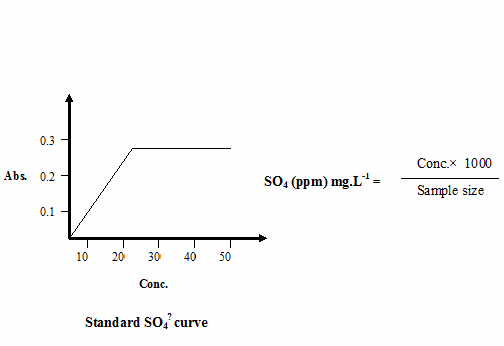 0.3
Abs.
0.2
0.1
10 20 30 40 50
Conc.
Standard SO₄? curve
SO₄ (ppm) mg.L⁻¹ =
Conc.× 1000
Sample size